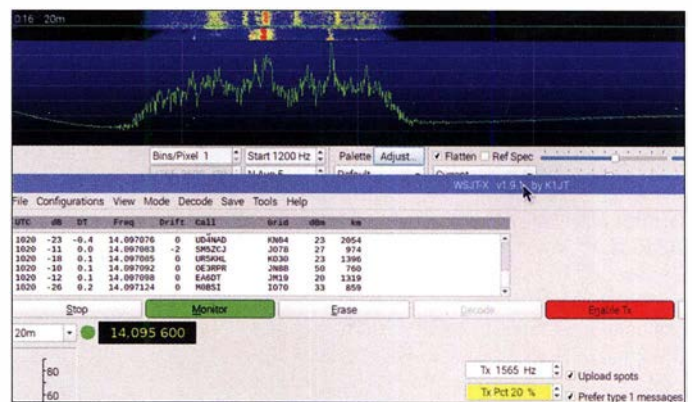 0:16 20m
Bins/Pixel 1 Start 1200 Hz Palette Adjust... Flatten Ref Spec
N Avg 5 Default Current
WSJT-X v1.9.1 by K1JT
File Configurations View Mode Decode Save Tools Help
UTC dB DT Freq Drift Call Grid dBm km
1020 -23 -0.4 14.097076 0 UD4NAD KN64 23 2054
1020 -11 0.0 14.097083 -2 SM5ZCJ JO78 27 974
1020 -18 0.1 14.097085 0 UR5KHL KO30 23 1396
1020 -10 0.1 14.097092 0 OE3RPR JN88 50 760
1020 -12 0.1 14.097098 0 EA6DT JM19 20 1319
1020 -26 0.2 14.097124 0 M0BSI IO70 33 859
Stop Monitor Erase Decode Enable Tx
20m 14.095 600
80
60
Tx 1565 Hz Upload spots
Tx Pct 20 % Prefer type 1 messages